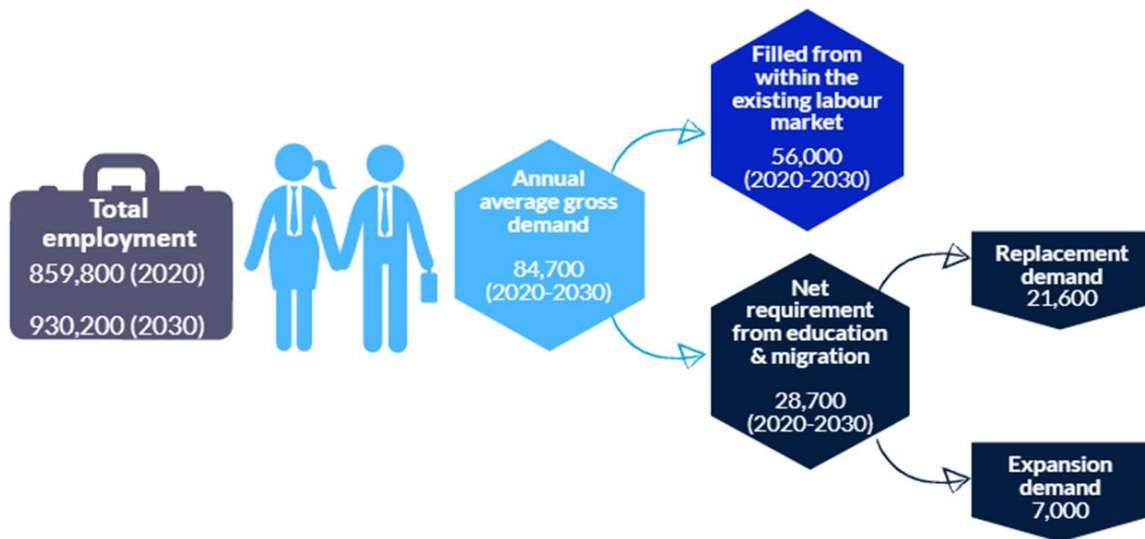 Total
employment
859,800 (2020)
930,200 (2030)
Annual
average gross
demand
84,700
(2020-2030)
Filled from
within the
existing labour
market
56,000
(2020-2030)
Net
requirement
from education
& migration
28,700
(2020-2030)
Replacement
demand
21,600
Expansion
demand
7,000